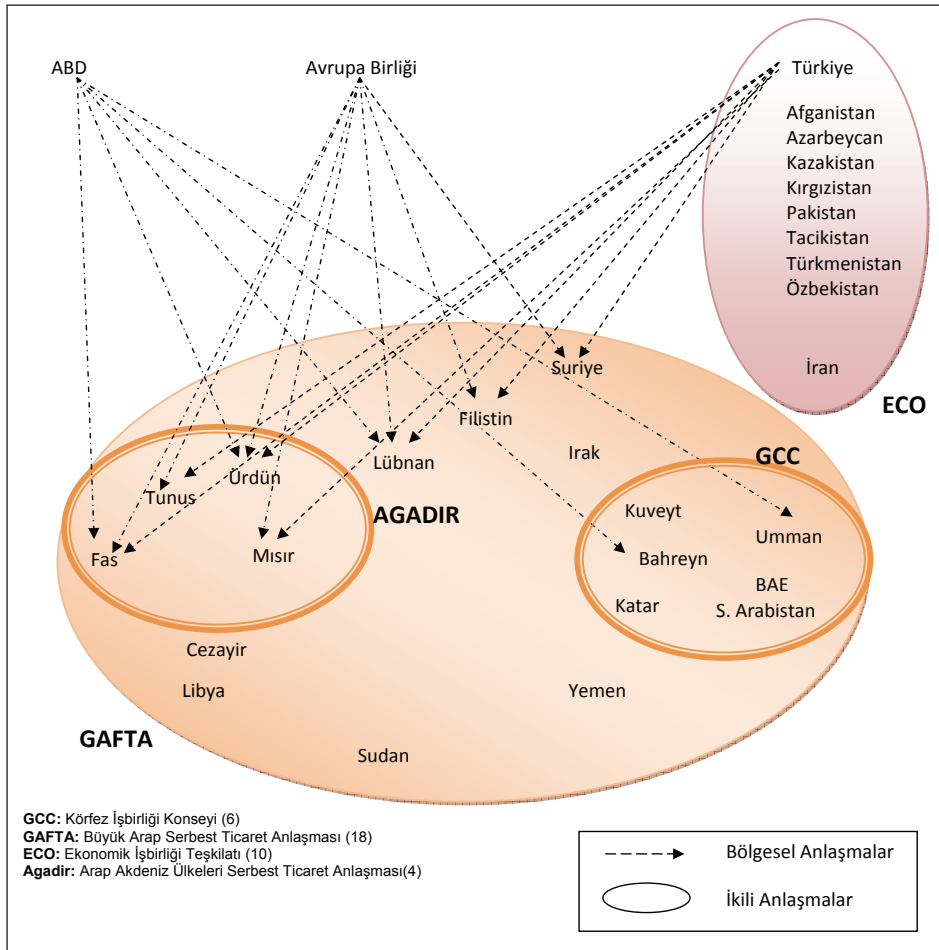 ABD
Avrupa Birliği
Türkiye
Afganistan
Azarbeycan
Kazakistan
Kırgızistan
Pakistan
Tacikistan
Türkmenistan
Özbekistan
İran
ECO
Suriye
Filistin
Irak
Lübnan
GCC
Ürdün
Tunus
AGADIR
Kuveyt
Umman
Fas
Mısır
Bahreyn
BAE
Katar
S. Arabistan
Cezayir
Libya
Yemen
GAFTA
Sudan
GCC: Körfez İşbirliği Konseyi (6)
GAFTA: Büyük Arap Serbest Ticaret Anlaşması (18)
ECO: Ekonomik İşbirliği Teşkilatı (10)
Agadir: Arap Akdeniz Ülkeleri Serbest Ticaret Anlaşması(4)
Bölgesel Anlaşmalar
İkili Anlaşmalar